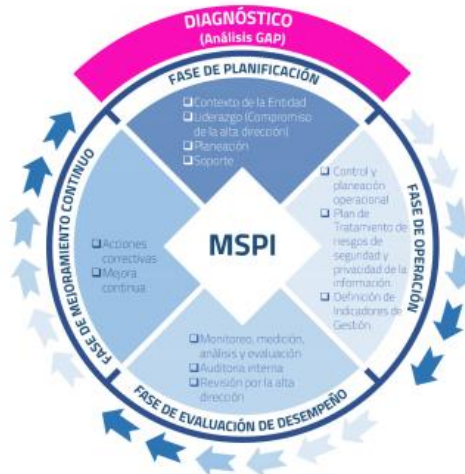 DIAGNÓSTICO
(Análisis GAP)
FASE DE PLANIFICACIÓN
Contexto de la Entidad
Liderazgo (Compromiso
de la alta dirección)
Planeación
Soporte
FASE DE OPERACIÓN
Control y
planeación
operacional
Plan de
Tratamiento de
riesgos de
seguridad y
privacidad de la
información.
Definición de
Indicadores de
Gestión
MSPI
FASE DE MEJORAMIENTO CONTINUO
Acciones
correctivas
Mejora
continua
Monitoreo, medición,
análisis y evaluación
Auditoria interna
Revisión por la alta
dirección
FASE DE EVALUACIÓN DE DESEMPEÑO